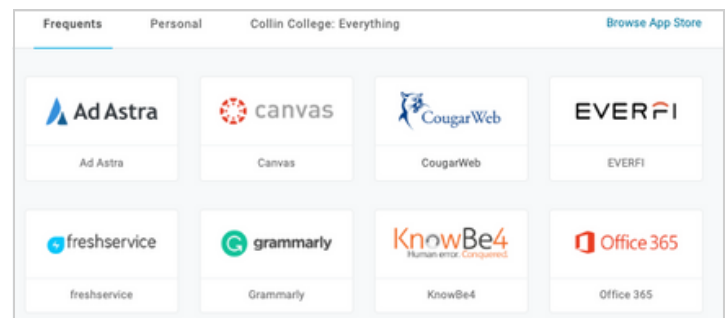 Frequents Personal Collin College: Everything Browse App Store
Ad Astra canvas CougarWeb EVERFI
Ad Astra Canvas CougarWeb EVERFI
freshservice grammarly KnowBe4 Office 365
Human error. Conquered.
freshservice Grammarly KnowBe4 Office 365